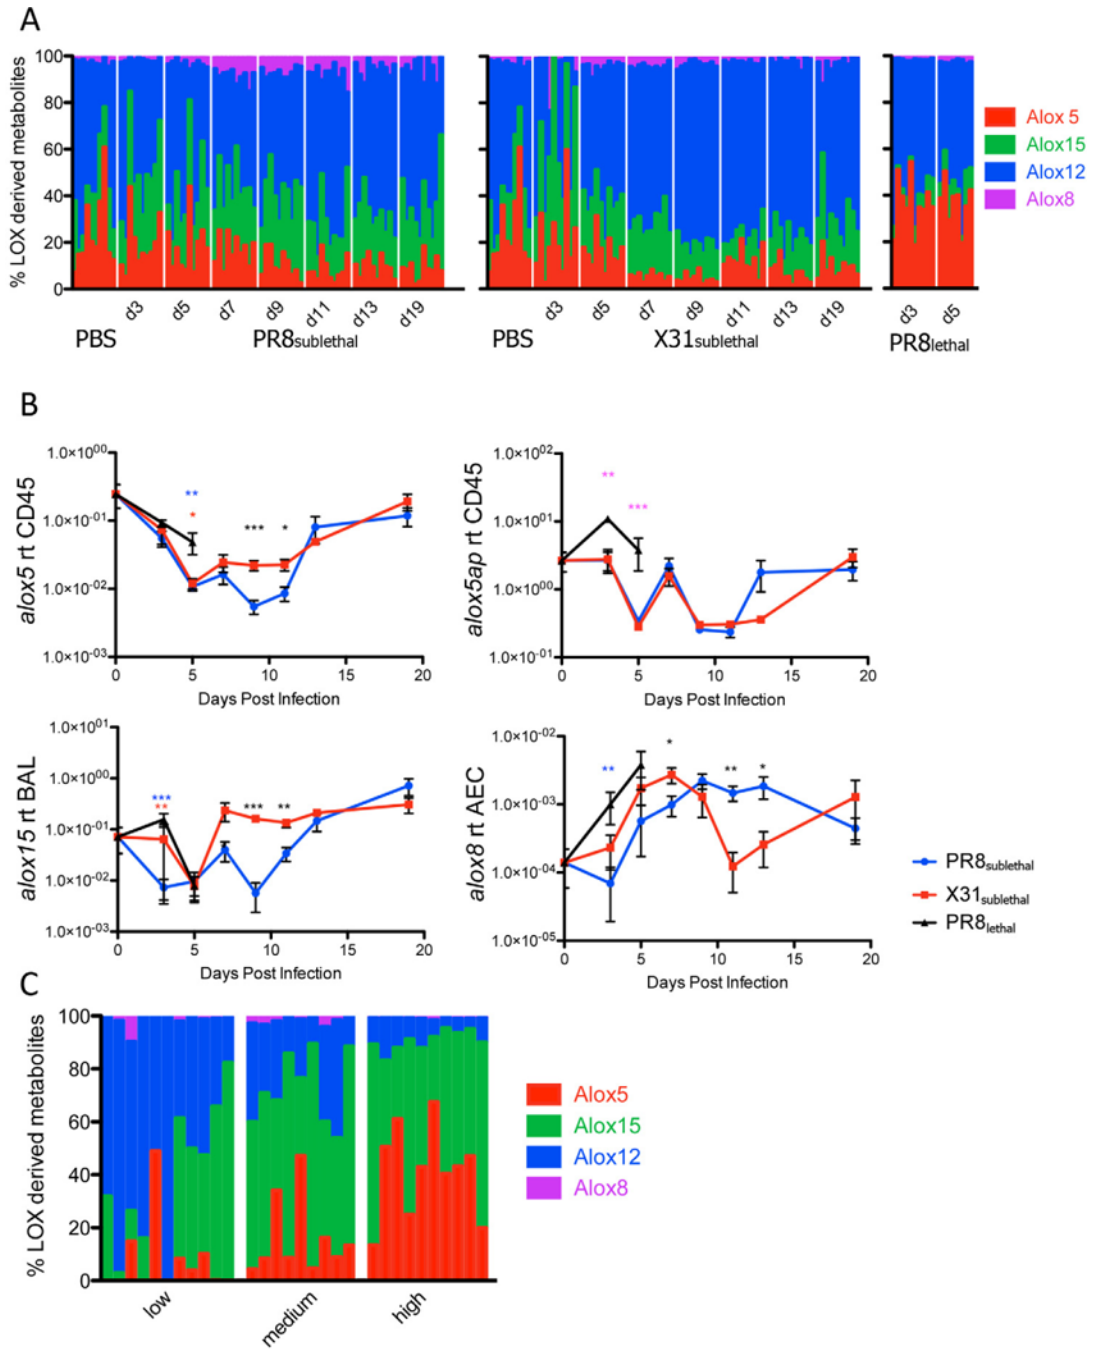 A
% LOX derived metabolites
100
80
60
40
20
0
d3 d5 d7 d9 d11 d13 d19
PBS PR8sublethal
d3 d5 d7 d9 d11 d13 d19
PBS X31sublethal
d3 d5
PR8lethal
Alox 5
Alox15
Alox12
Alox8
B
alox5 rt CD45
1.0×10^00
1.0×10^-01
1.0×10^-02
1.0×10^-03
**
*
***
*
0 5 10 15 20
Days Post Infection
alox5ap rt CD45
1.0×10^02
1.0×10^01
1.0×10^00
1.0×10^-01
**
***
0 5 10 15 20
Days Post Infection
alox15 rt BAL
1.0×10^01
1.0×10^00
1.0×10^-01
1.0×10^-02
1.0×10^-03
***
**
***
**
0 5 10 15 20
Days Post Infection
alox8 rt AEC
1.0×10^-02
1.0×10^-03
1.0×10^-04
1.0×10^-05
**
*
**
*
0 5 10 15 20
Days Post Infection
PR8sublethal
X31sublethal
PR8lethal
C
% LOX derived metabolites
100
80
60
40
20
0
low medium high
Alox5
Alox15
Alox12
Alox8